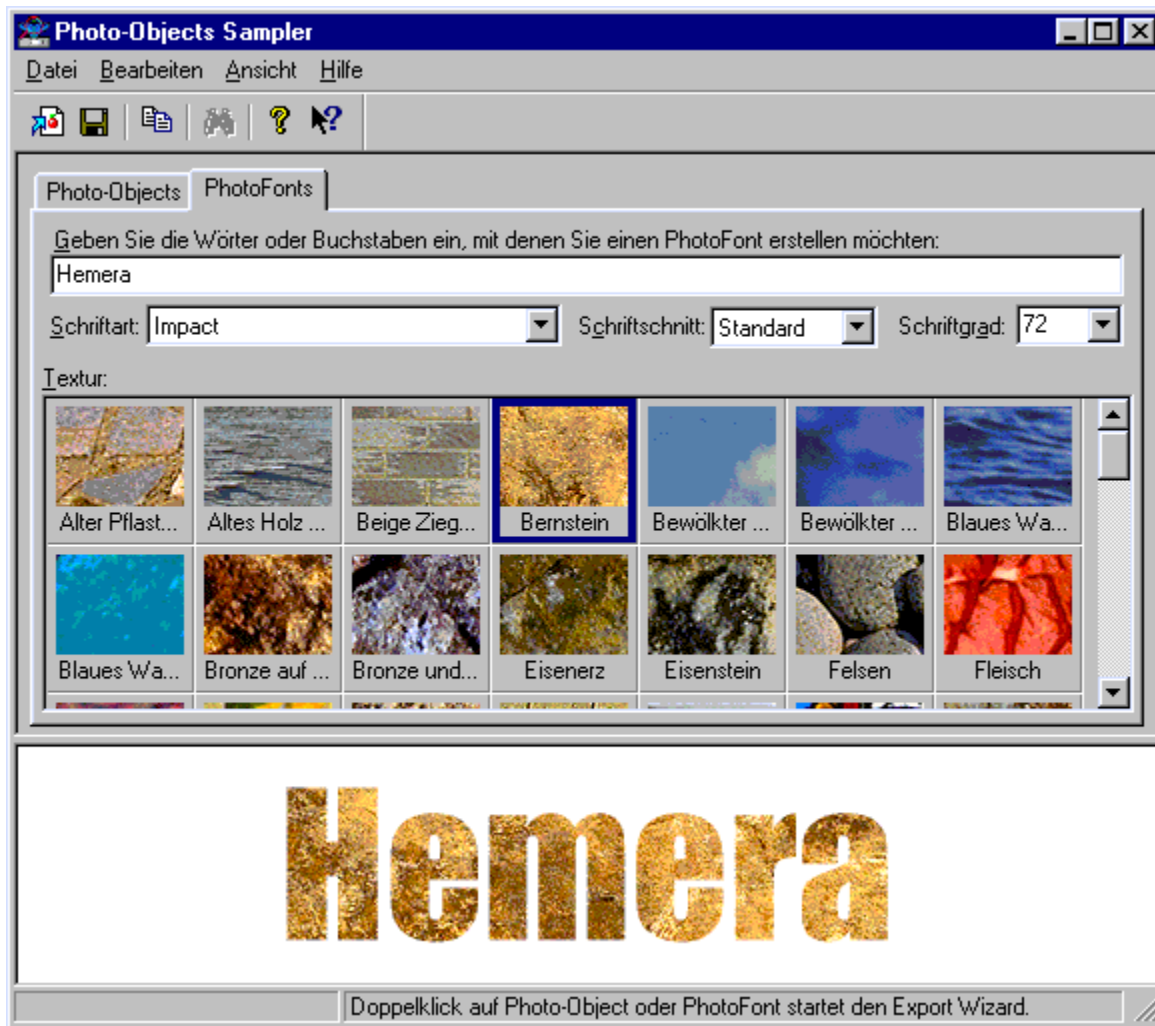 Photo-Objects Sampler
Datei Bearbeiten Ansicht Hilfe
Photo-Objects PhotoFonts
Geben Sie die Wörter oder Buchstaben ein, mit denen Sie einen PhotoFont erstellen möchten:
Hemera
Schriftart: Impact Schriftschnitt: Standard Schriftgrad: 72
Textur:
Alter Pflast... Altes Holz ... Beige Zieg... Bernstein Bewölkter ... Bewölkter ... Blaues Wa...
Blaues Wa... Bronze auf ... Bronze und... Eisenerz Eisenstein Felsen Fleisch
Hemera
Doppelklick auf Photo-Object oder PhotoFont startet den Export Wizard.